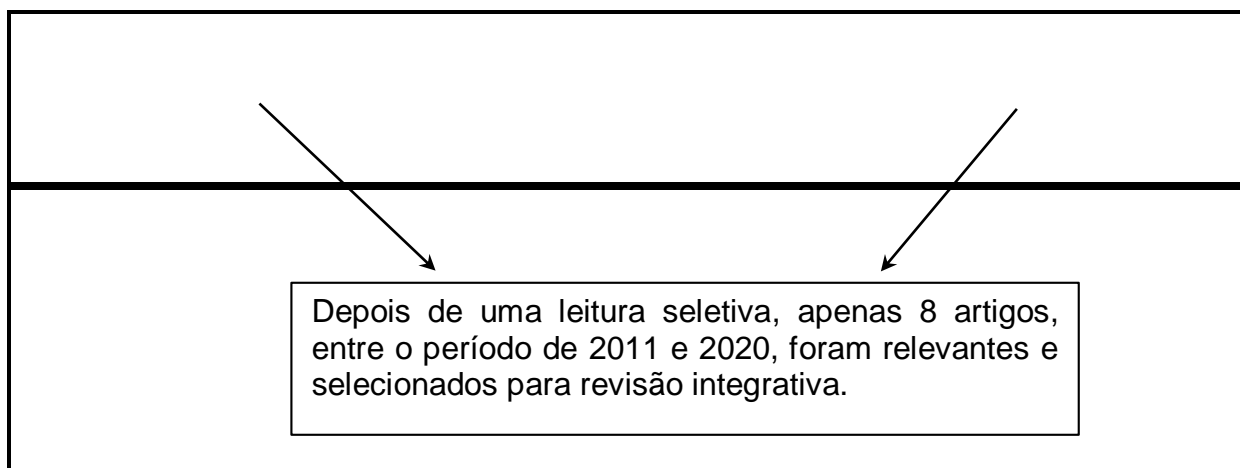 Depois de uma leitura seletiva, apenas 8 artigos,
entre o período de 2011 e 2020, foram relevantes e
selecionados para revisão integrativa.